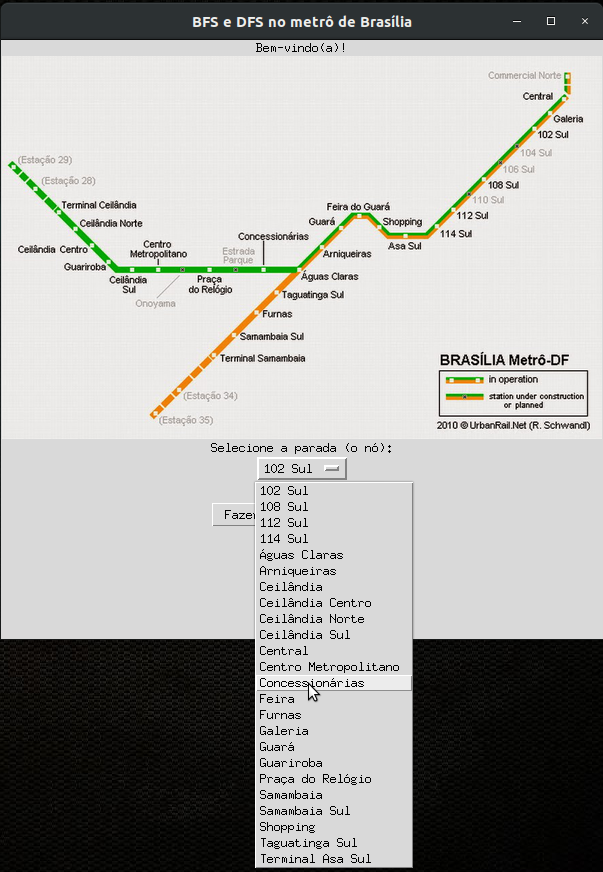 BFS e DFS no metrô de Brasília
Bem-vindo(a)!
Commercial Norte
Central
Galeria
102 Sul
104 Sul
106 Sul
108 Sul
110 Sul
112 Sul
114 Sul
Asa Sul
Shopping
Feira do Guará
Guará
Arniqueiras
Águas Claras
Concessionárias
Estrada
Parque
Praça
do Relógio
Onoyama
Centro
Metropolitano
Ceilândia
Sul
Guariroba
Ceilândia Centro
Ceilândia Norte
Terminal Ceilândia
(Estação 28)
(Estação 29)
Taguatinga Sul
Furnas
Samambaia Sul
Terminal Samambaia
(Estação 34)
(Estação 35)
BRASÍLIA Metrô-DF
in operation
station under construction
or planned
2010 © UrbanRail.Net (R. Schwandl)
Selecione a parada (o nó):
102 Sul
Fazer
102 Sul
108 Sul
112 Sul
114 Sul
Águas Claras
Arniqueiras
Ceilândia
Ceilândia Centro
Ceilândia Norte
Ceilândia Sul
Central
Centro Metropolitano
Concessionárias
Feira
Furnas
Galeria
Guará
Guariroba
Praça do Relógio
Samambaia
Samambaia Sul
Shopping
Taguatinga Sul
Terminal Asa Sul